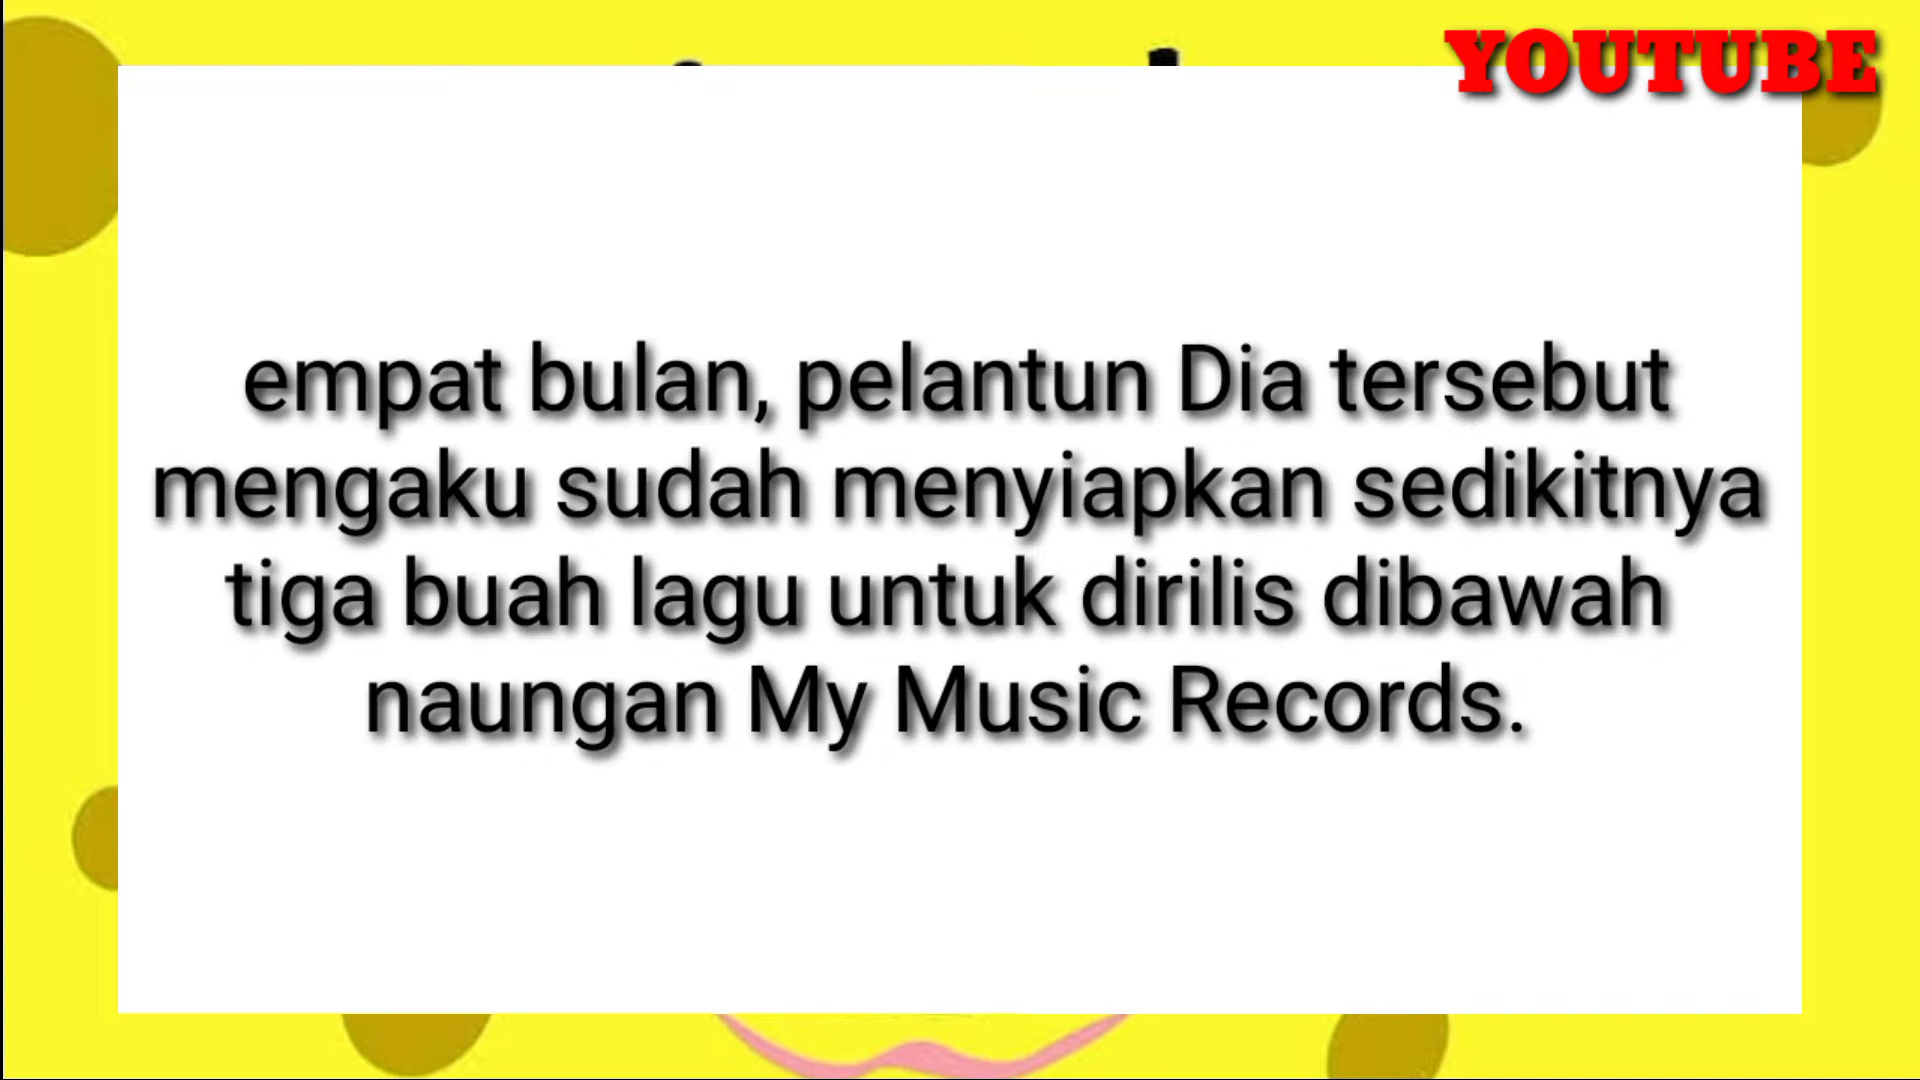 YOUTUBE
empat bulan, pelantun Dia tersebut
mengaku sudah menyiapkan sedikitnya
tiga buah lagu untuk dirilis dibawah
naungan My Music Records.